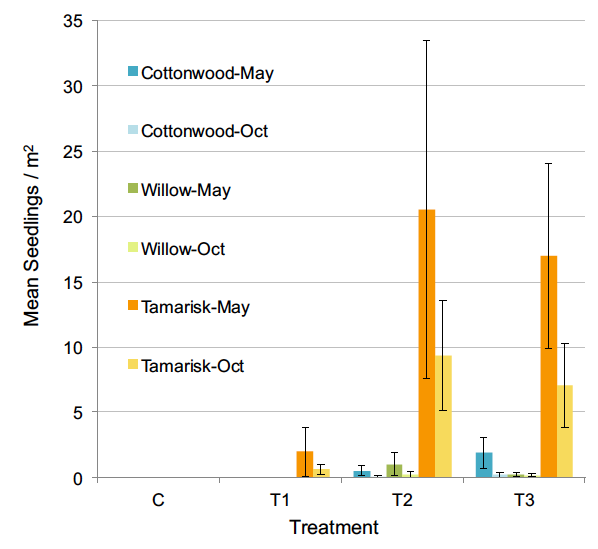 35
30
25
20
15
10
5
0
Mean Seedlings / m²
Cottonwood-May
Cottonwood-Oct
Willow-May
Willow-Oct
Tamarisk-May
Tamarisk-Oct
C T1 T2 T3
Treatment